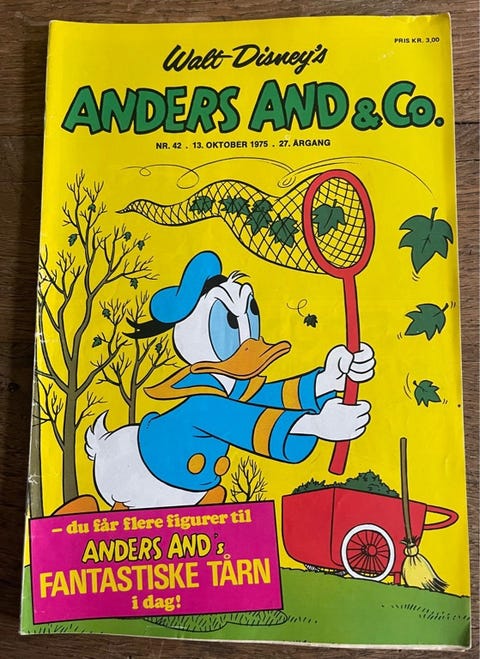 PRIS KR. 3,00
Walt Disney's
ANDERS AND & Co.
NR. 42 . 13. OKTOBER 1975 . 27. ÅRGANG
– du får flere figurer til
ANDERS AND's
FANTASTISKE TÅRN
i dag!